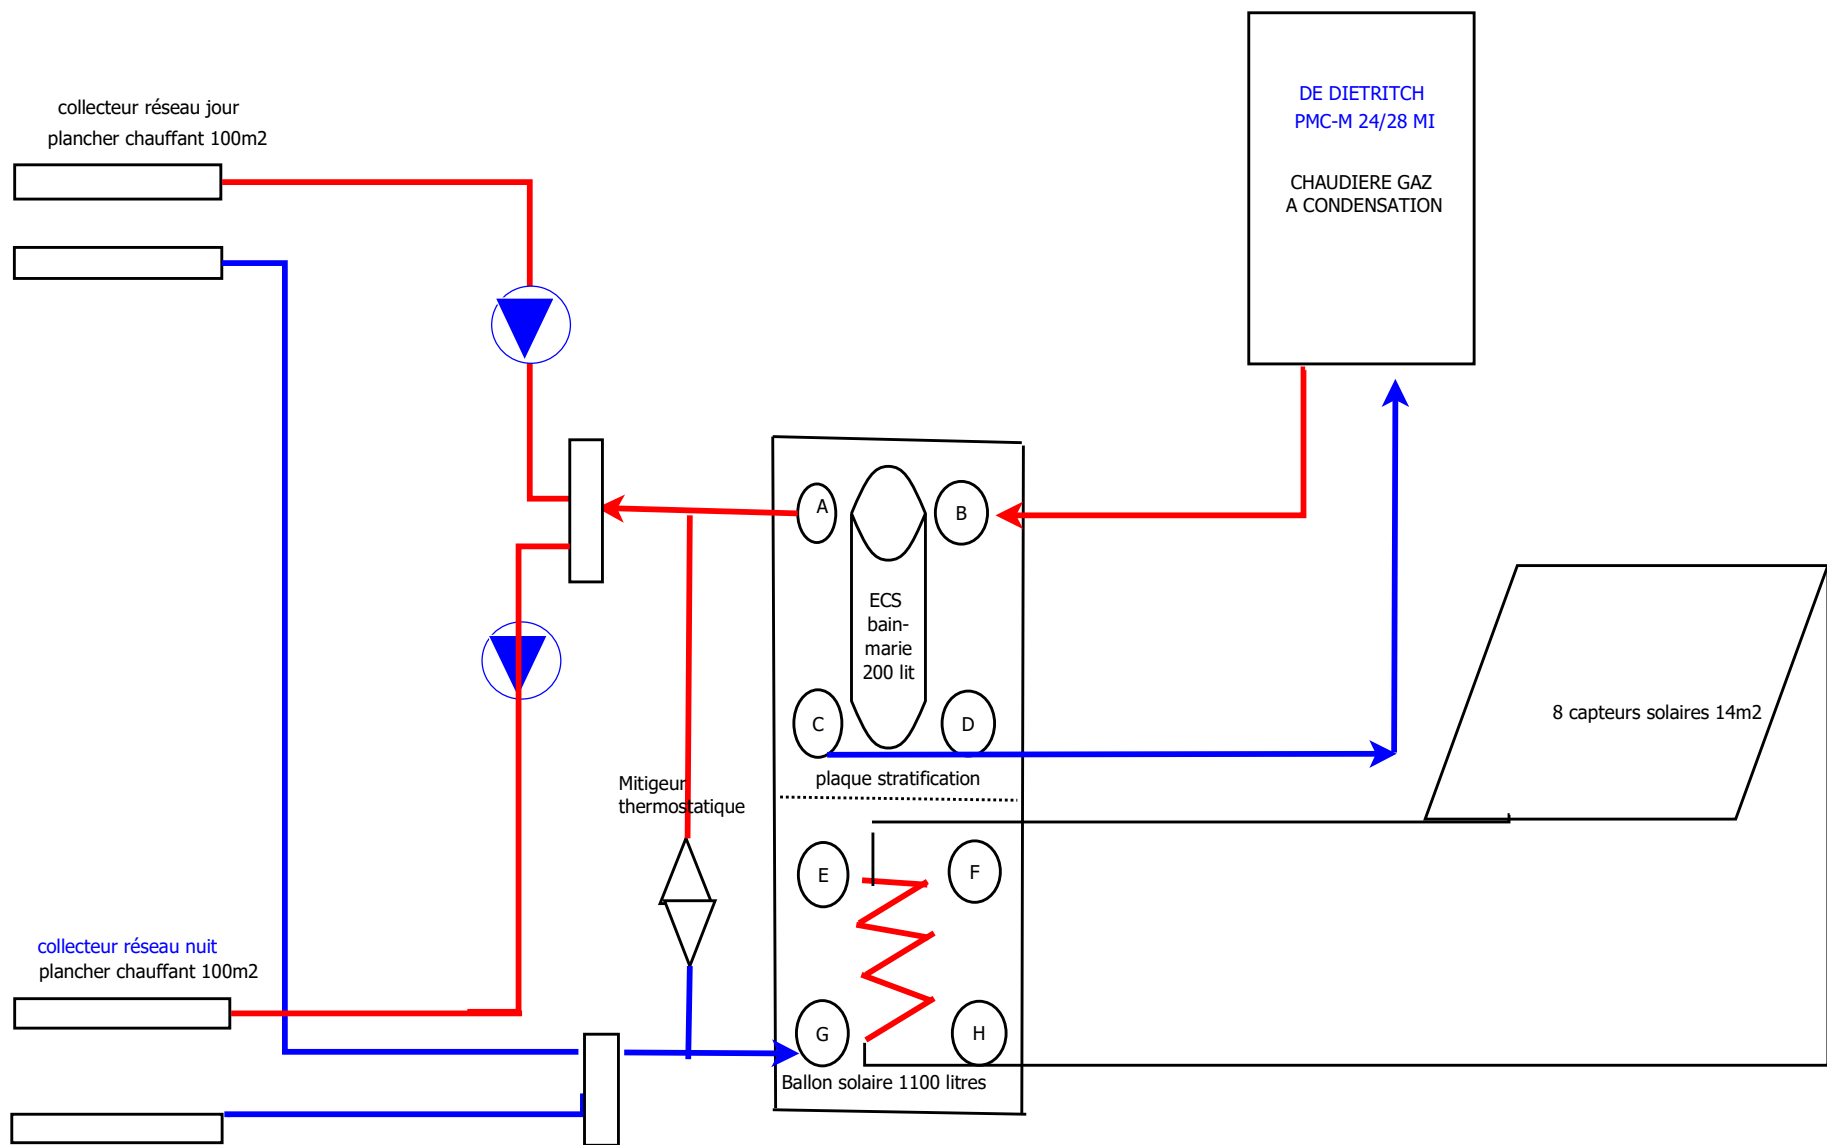 collecteur réseau jour
plancher chauffant 100m2
DE DIETRITCH
PMC-M 24/28 MI
CHAUDIERE GAZ
A CONDENSATION
A
B
ECS
bain-
marie
200 lit
C
D
8 capteurs solaires 14m2
plaque stratification
Mitigeur
thermostatique
E
F
collecteur réseau nuit
plancher chauffant 100m2
G
H
Ballon solaire 1100 litres